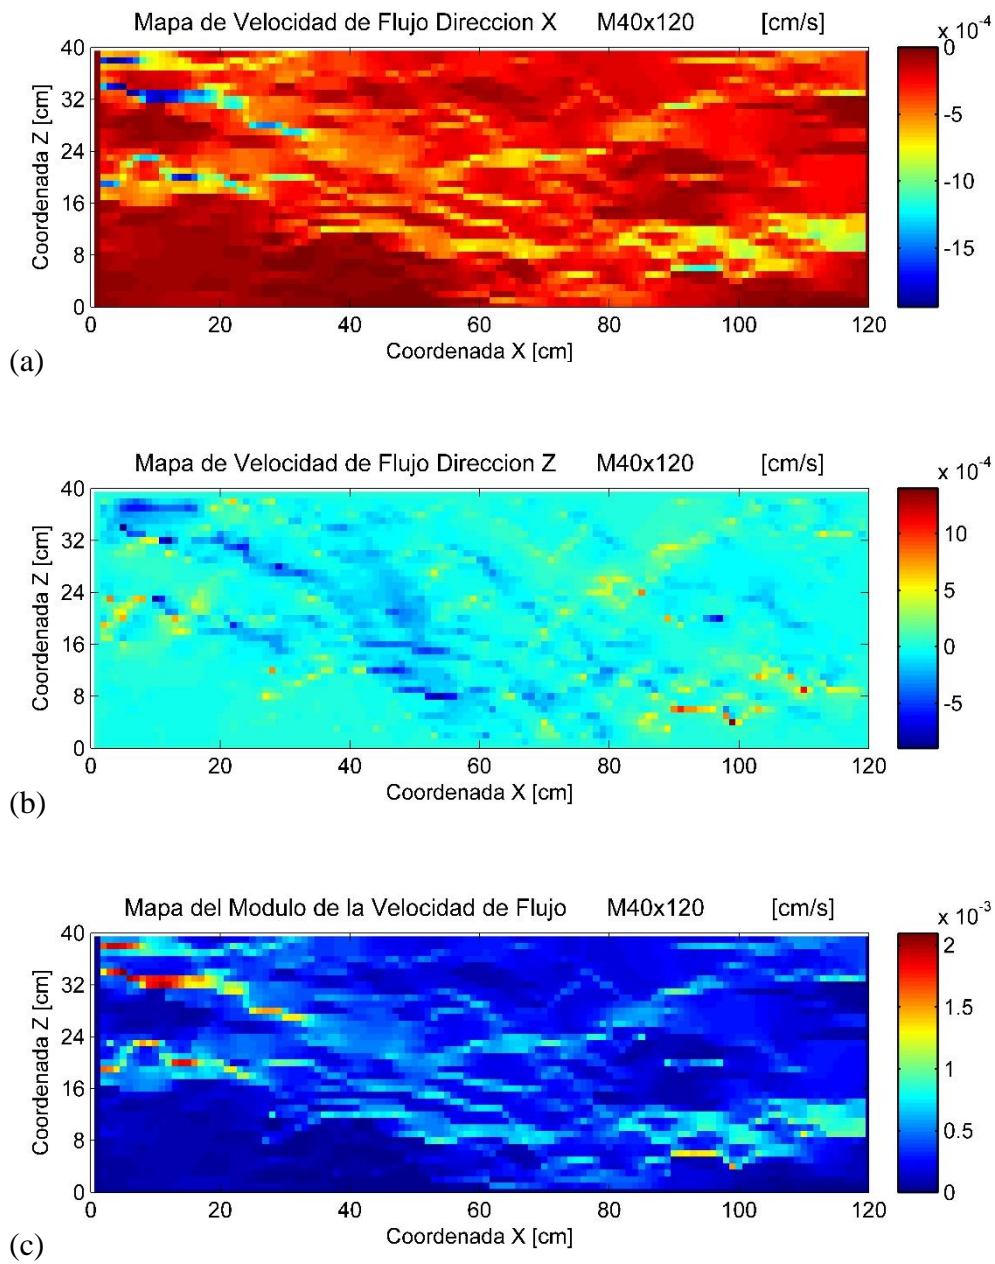 Mapa de Velocidad de Flujo Direccion X M40x120 [cm/s]
x 10-4
40
32
24
16
8
0
Coordenada Z [cm]
0 20 40 60 80 100 120
Coordenada X [cm]
0
-5
-10
-15
(a)
Mapa de Velocidad de Flujo Direccion Z M40x120 [cm/s]
x 10-4
40
32
24
16
8
0
Coordenada Z [cm]
0 20 40 60 80 100 120
Coordenada X [cm]
10
5
0
-5
(b)
Mapa del Modulo de la Velocidad de Flujo M40x120 [cm/s]
x 10-3
40
32
24
16
8
0
Coordenada Z [cm]
0 20 40 60 80 100 120
Coordenada X [cm]
2
1.5
1
0.5
0
(c)